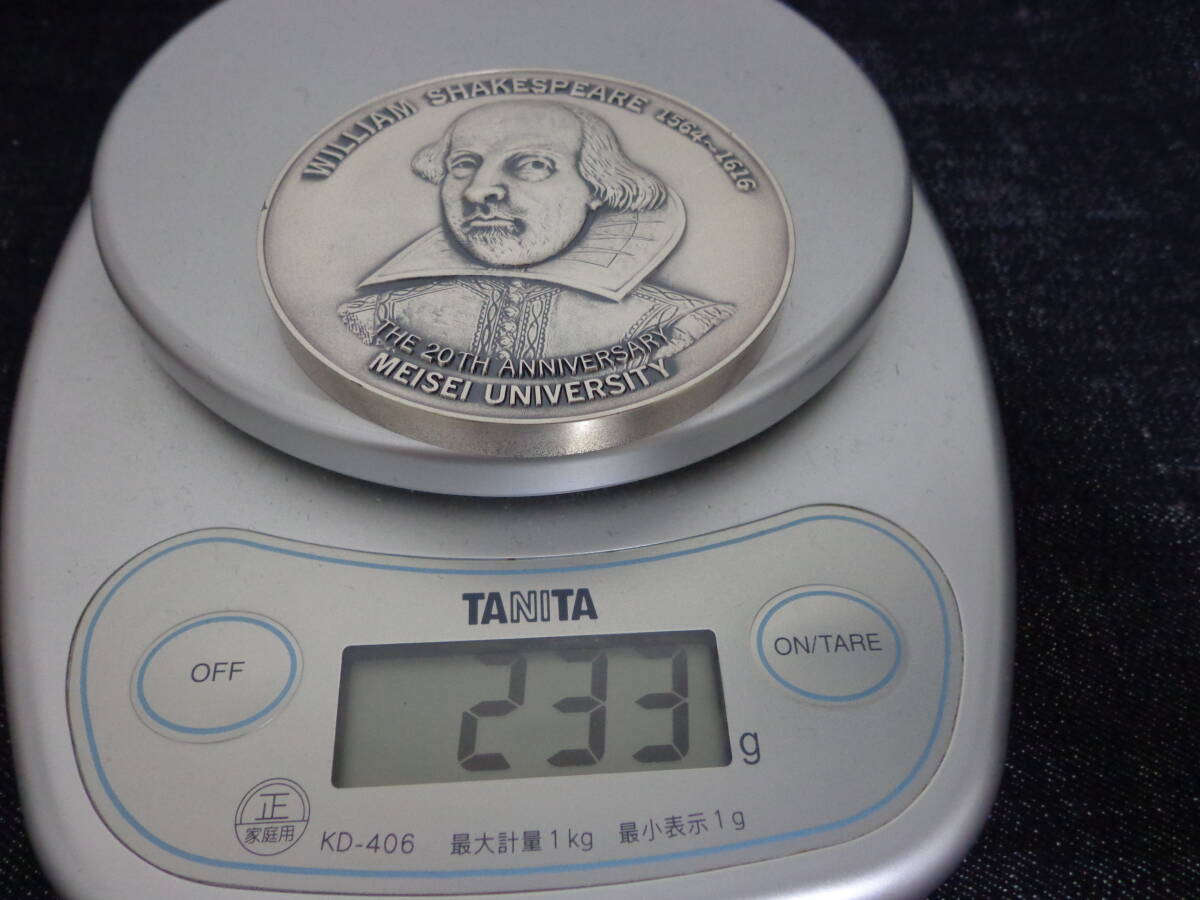 WILLIAM SHAKESPEARE 1564~1616
THE 20TH ANNIVERSARY
MEISEI UNIVERSITY
TANITA
OFF
ON/TARE
233 g
正
家庭用
KD-406 最大計量1kg 最小表示1g